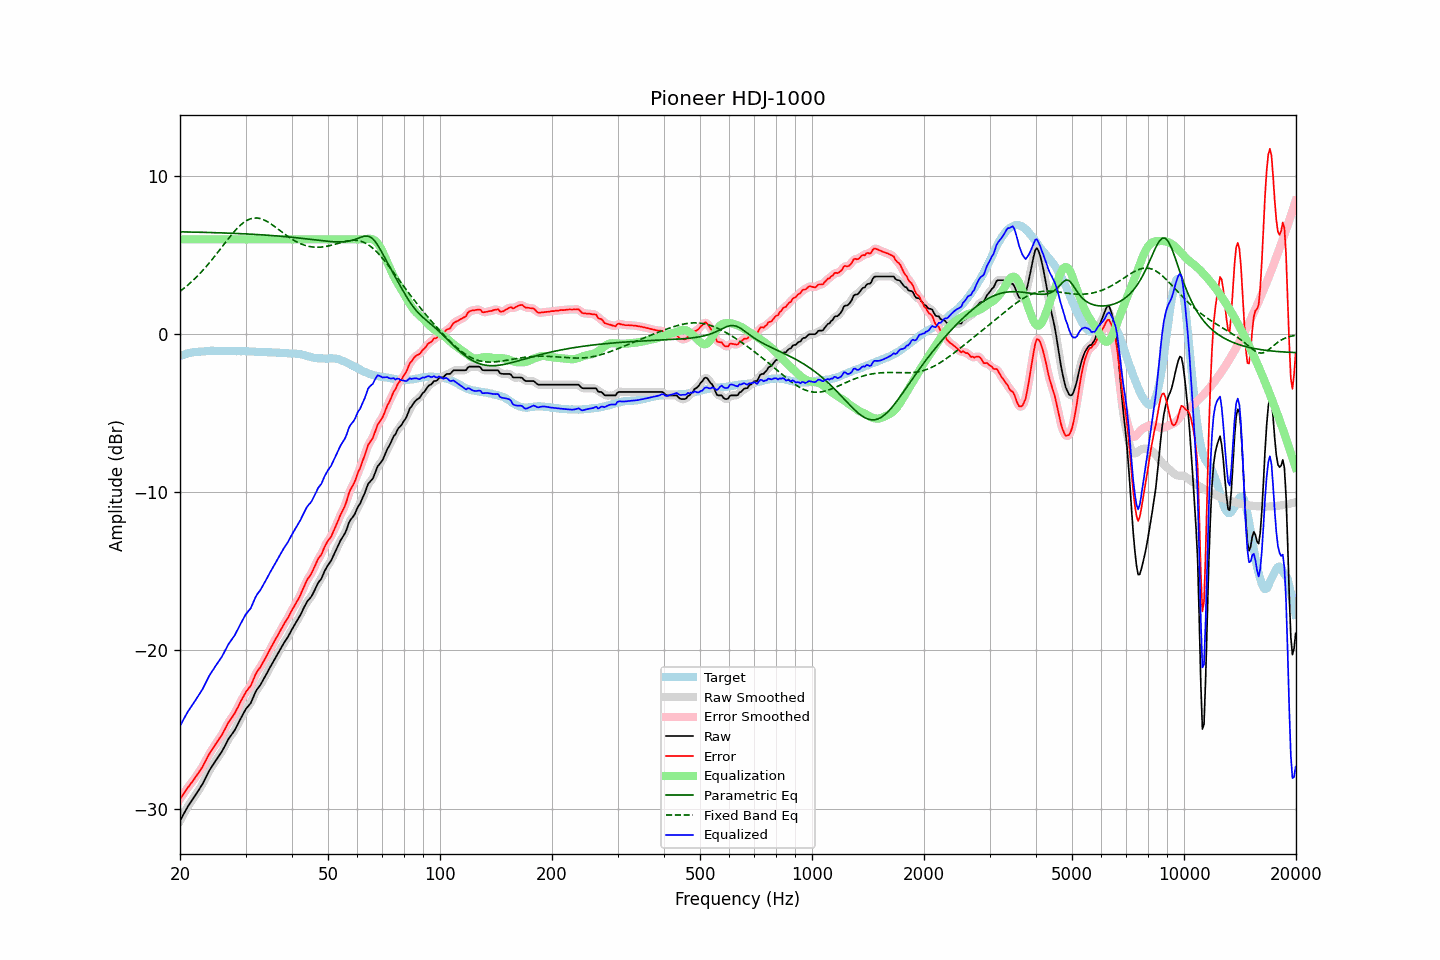 Pioneer HDJ-1000
Amplitude (dBr)
10
0
−10
−20
−30
Target
Raw Smoothed
Error Smoothed
Raw
Error
Equalization
Parametric Eq
Fixed Band Eq
Equalized
20 50 100 200 500 1000 2000 5000 10000 20000
Frequency (Hz)